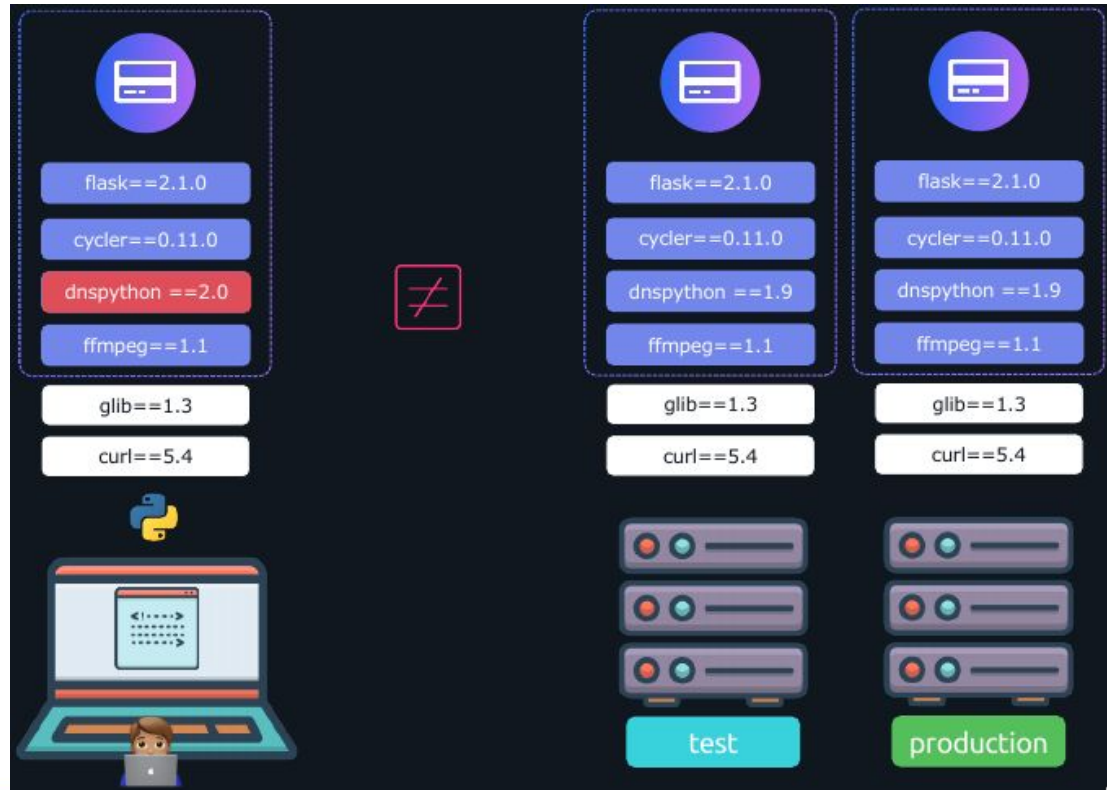 flask==2.1.0
cycler==0.11.0
dnspython ==2.0
ffmpeg==1.1
glib==1.3
curl==5.4
≠
flask==2.1.0
cycler==0.11.0
dnspython ==1.9
ffmpeg==1.1
glib==1.3
curl==5.4
test
flask==2.1.0
cycler==0.11.0
dnspython ==1.9
ffmpeg==1.1
glib==1.3
curl==5.4
production